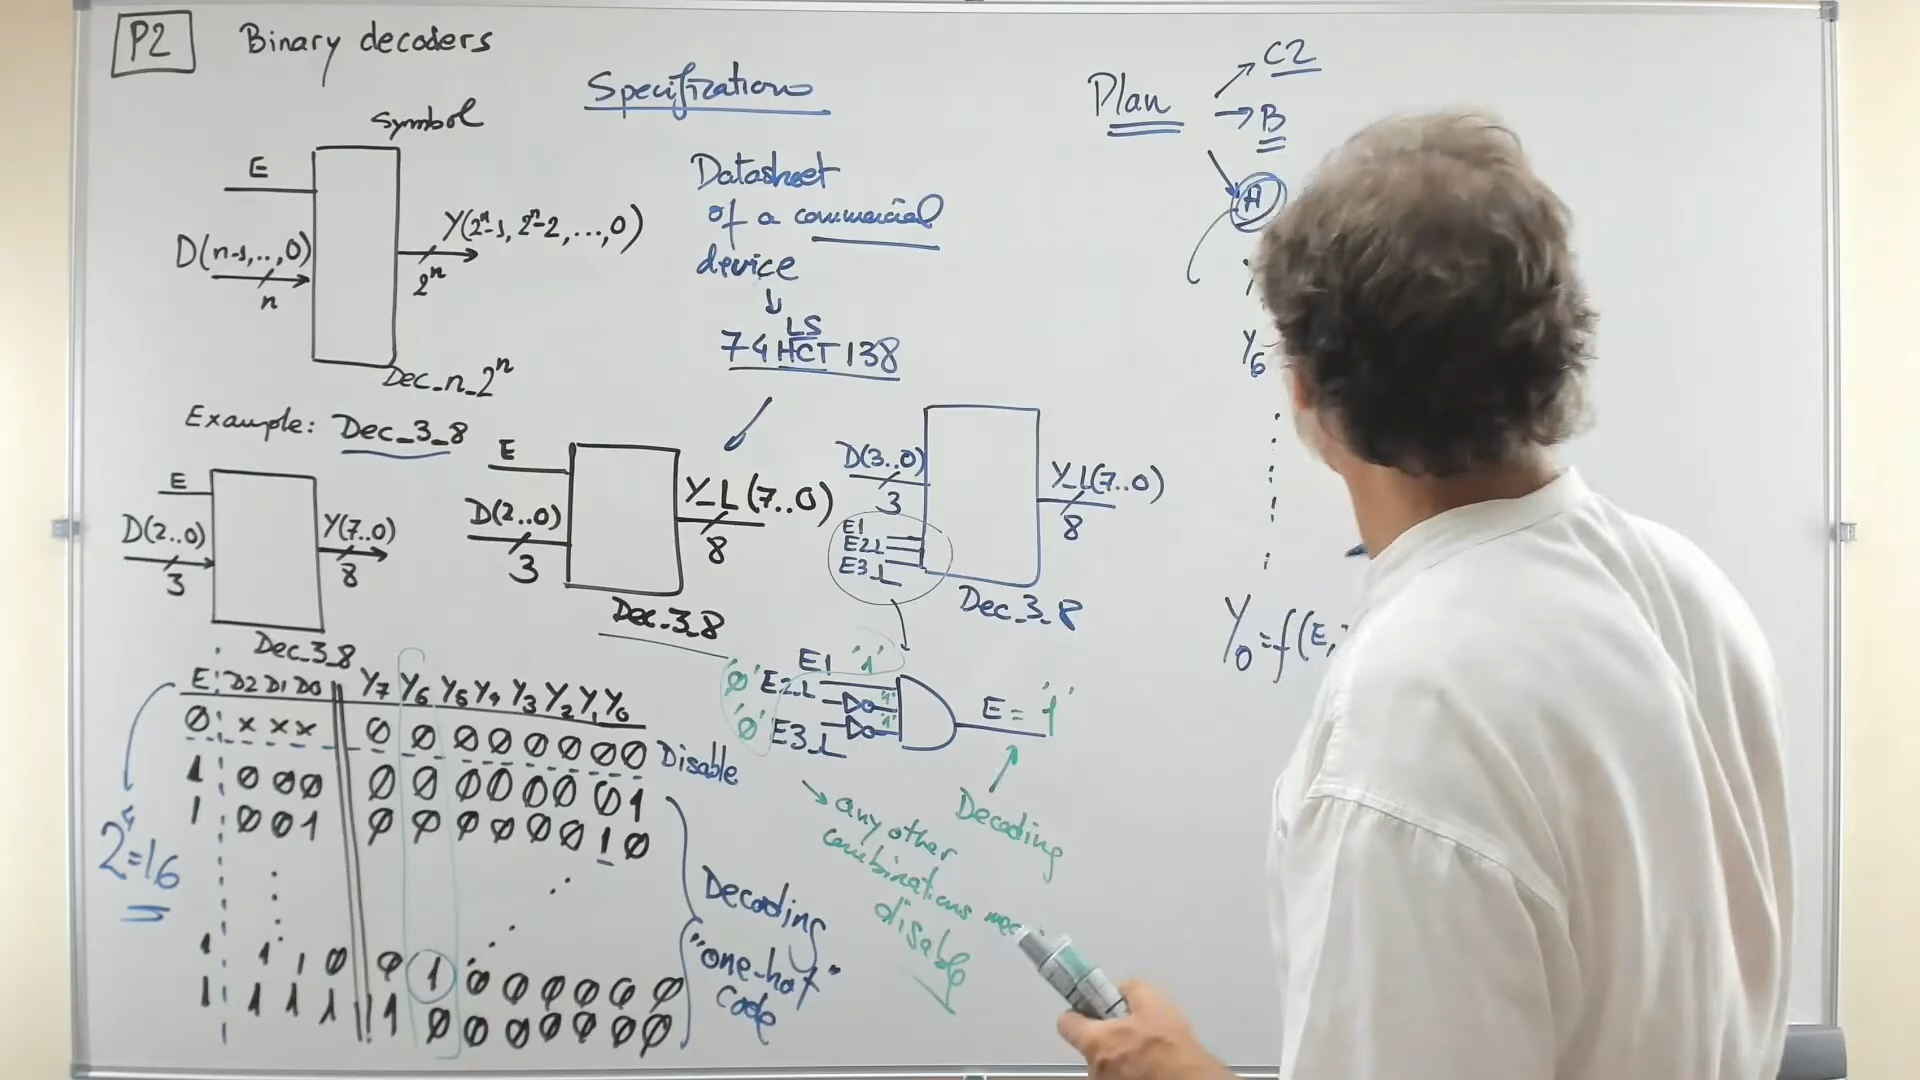 P2 Binary decoders
Symbol
E
D(n-1,..,0)
n
Y(2ⁿ-1, 2ⁿ-2, ..., 0)
2ⁿ
Dec_n_2ⁿ
Example: Dec_3_8
E
D(2..0)
3
Y(7..0)
8
Dec_3_8
E: D2 D1 D0 Y7 Y6 Y5 Y4 Y3 Y2 Y1 Y0
0 x x x 0 0 0 0 0 0 0 0 Disable
1 0 0 0 0 0 0 0 0 0 0 1
1 0 0 1 0 0 0 0 0 0 1 0
1 1 1 0 0 1 0 0 0 0 0 0
1 1 1 1 1 0 0 0 0 0 0 0
2⁴=16
Decoding
"one-hot"
code
Specification
Datasheet
of a commercial
device
LS
74 HCT 138
E
D(2..0)
3
Y_L(7..0)
8
Dec_3_8
D(3..0)
3
E1
E2_L
E3_L
Y_L(7..0)
8
Dec_3_8
E1 '1'
'0' E2_L '1'
'0' E3_L '1'
E = '1'
Decoding
any other
combinations
disable
Plan
C2
B
A
Y6
Y0 = f(E,